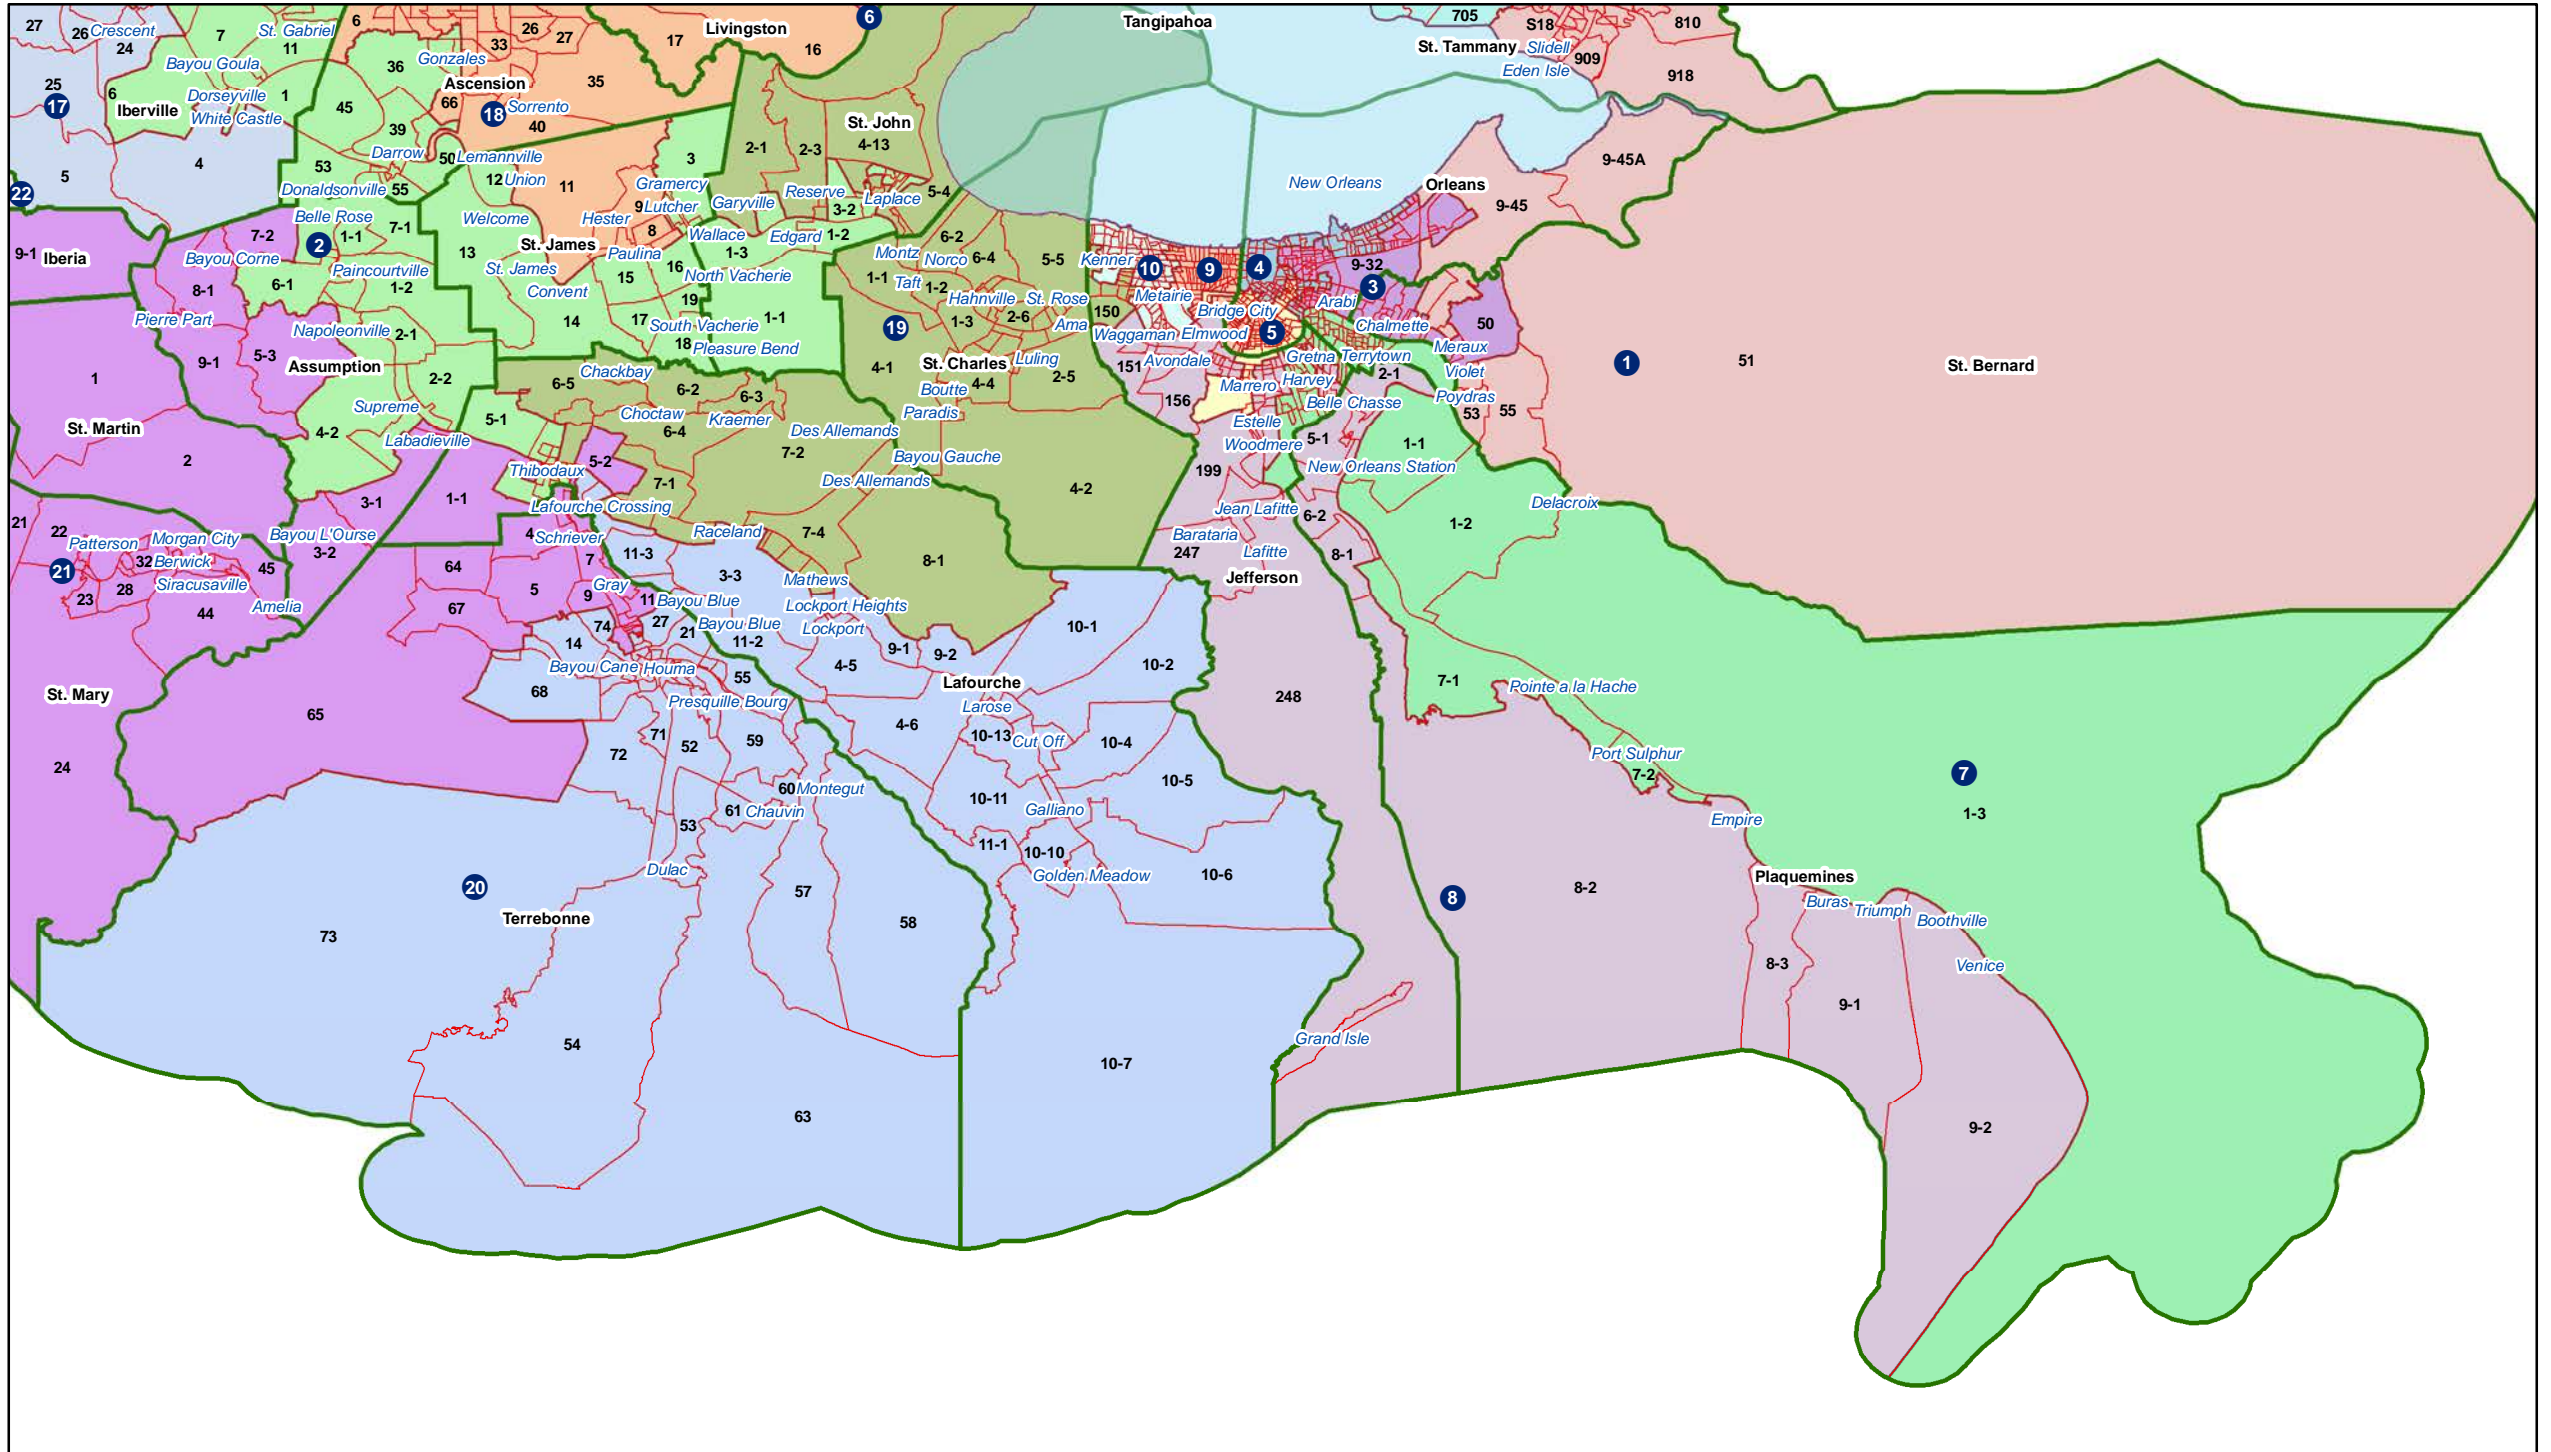 27
26
Crescent
24
7
St. Gabriel
11
6
26
33
27
17
Livingston
6
16
Tangipahoa
705
S18
810
St. Tammany
Slidell
909
Eden Isle
918
Bayou Goula
36
Gonzales
Ascension
35
25
17
6
Iberville
Dorseyville
1
White Castle
45
66
18
Sorrento
40
39
St. John
4-13
2-1
2-3
9-45A
4
5
22
53
Darrow
50
Lemannville
12
Union
11
3
Donaldsonville
55
Gramercy
Garyville
Reserve
3-2
Laplace
5-4
New Orleans
Orleans
9-45
Belle Rose
1-1
7-1
Welcome
Hester
9
Lutcher
8
Wallace
Edgard
1-2
6-2
7-2
2
9-1
Iberia
Bayou Corne
13
St. James
Paulina
16
1-3
Montz
Norco
6-4
5-5
Kenner
10
9
4
9-32
6-1
Paincourtville
1-2
St. James
15
North Vacherie
1-1
Taft
1-2
8-1
Convent
19
Hahnville
St. Rose
Metairie
Arabi
3
Pierre Part
Napoleonville
2-1
14
17
South Vacherie
1-1
19
1-3
2-6
Ama
150
Bridge City
Chalmette
50
Waggaman
Elmwood
5
18
Pleasure Bend
9-1
5-3
Assumption
1
2-2
6-5
Chackbay
6-2
6-3
4-1
St. Charles
Luling
2-5
Boutte
4-4
151
Avondale
Gretna
Terrytown
2-1
Meraux
Violet
1
51
St. Bernard
Marrero
Harvey
Belle Chasse
Poydras
53
55
156
Supreme
5-1
Choctaw
6-4
Kraemer
Paradis
Des Allemands
Estelle
Woodmere
5-1
1-1
St. Martin
4-2
Labadieville
2
Thibodaux
5-2
7-2
Bayou Gauche
199
New Orleans Station
7-1
Des Allemands
4-2
3-1
1-1
Lafourche Crossing
Jean Lafitte
6-2
1-2
Delacroix
21
22
Patterson
Morgan City
Bayou L'Ourse
3-2
4
Schriever
Raceland
7-4
Barataria
247
Lafitte
8-1
32
Berwick
45
21
Siracusaville
64
7
11-3
3-3
8-1
Jefferson
23
28
44
Amelia
67
5
9
Gray
11
Bayou Blue
Mathews
Lockport Heights
Lockport
74
27
21
Bayou Blue
11-2
14
10-1
9-1
9-2
4-5
10-2
Bayou Cane
Houma
55
68
Presquille
Bourg
Lafourche
Larose
St. Mary
65
248
7-1
Pointe a la Hache
4-6
10-13
Cut Off
10-4
71
52
59
72
24
Port Sulphur
7-2
7
1-3
10-5
60
Montegut
10-11
Galliano
61
Chauvin
53
Empire
11-1
10-10
Golden Meadow
10-6
Dulac
20
57
8
8-2
Plaquemines
Buras
Triumph
Boothville
Terrebonne
58
73
8-3
Venice
9-1
54
Grand Isle
10-7
63
9-2